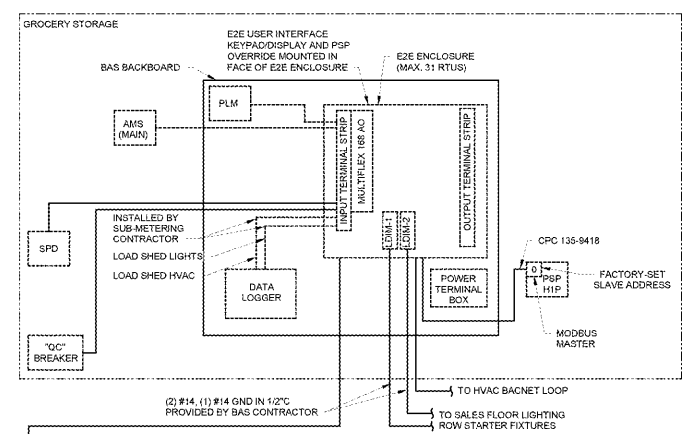 GROCERY STORAGE
E2E USER INTERFACE
KEYPAD/DISPLAY AND PSP
OVERRIDE MOUNTED IN
FACE OF E2E ENCLOSURE
E2E ENCLOSURE
(MAX. 31 RTUS)
BAS BACKBOARD
PLM
AMS
(MAIN)
INPUT TERMINAL STRIP
MULTIFLEX 168 AO
OUTPUT TERMINAL STRIP
INSTALLED BY
SUB-METERING
CONTRACTOR
LOAD SHED LIGHTS
LOAD SHED HVAC
SPD
LDIM-1
LDIM-2
CPC 135-9418
DATA
LOGGER
POWER
TERMINAL
BOX
0
PSP
H1P
FACTORY-SET
SLAVE ADDRESS
MODBUS
MASTER
"QC"
BREAKER
(2) #14, (1) #14 GND IN 1/2"C
PROVIDED BY BAS CONTRACTOR
TO HVAC BACNET LOOP
TO SALES FLOOR LIGHTING
ROW STARTER FIXTURES